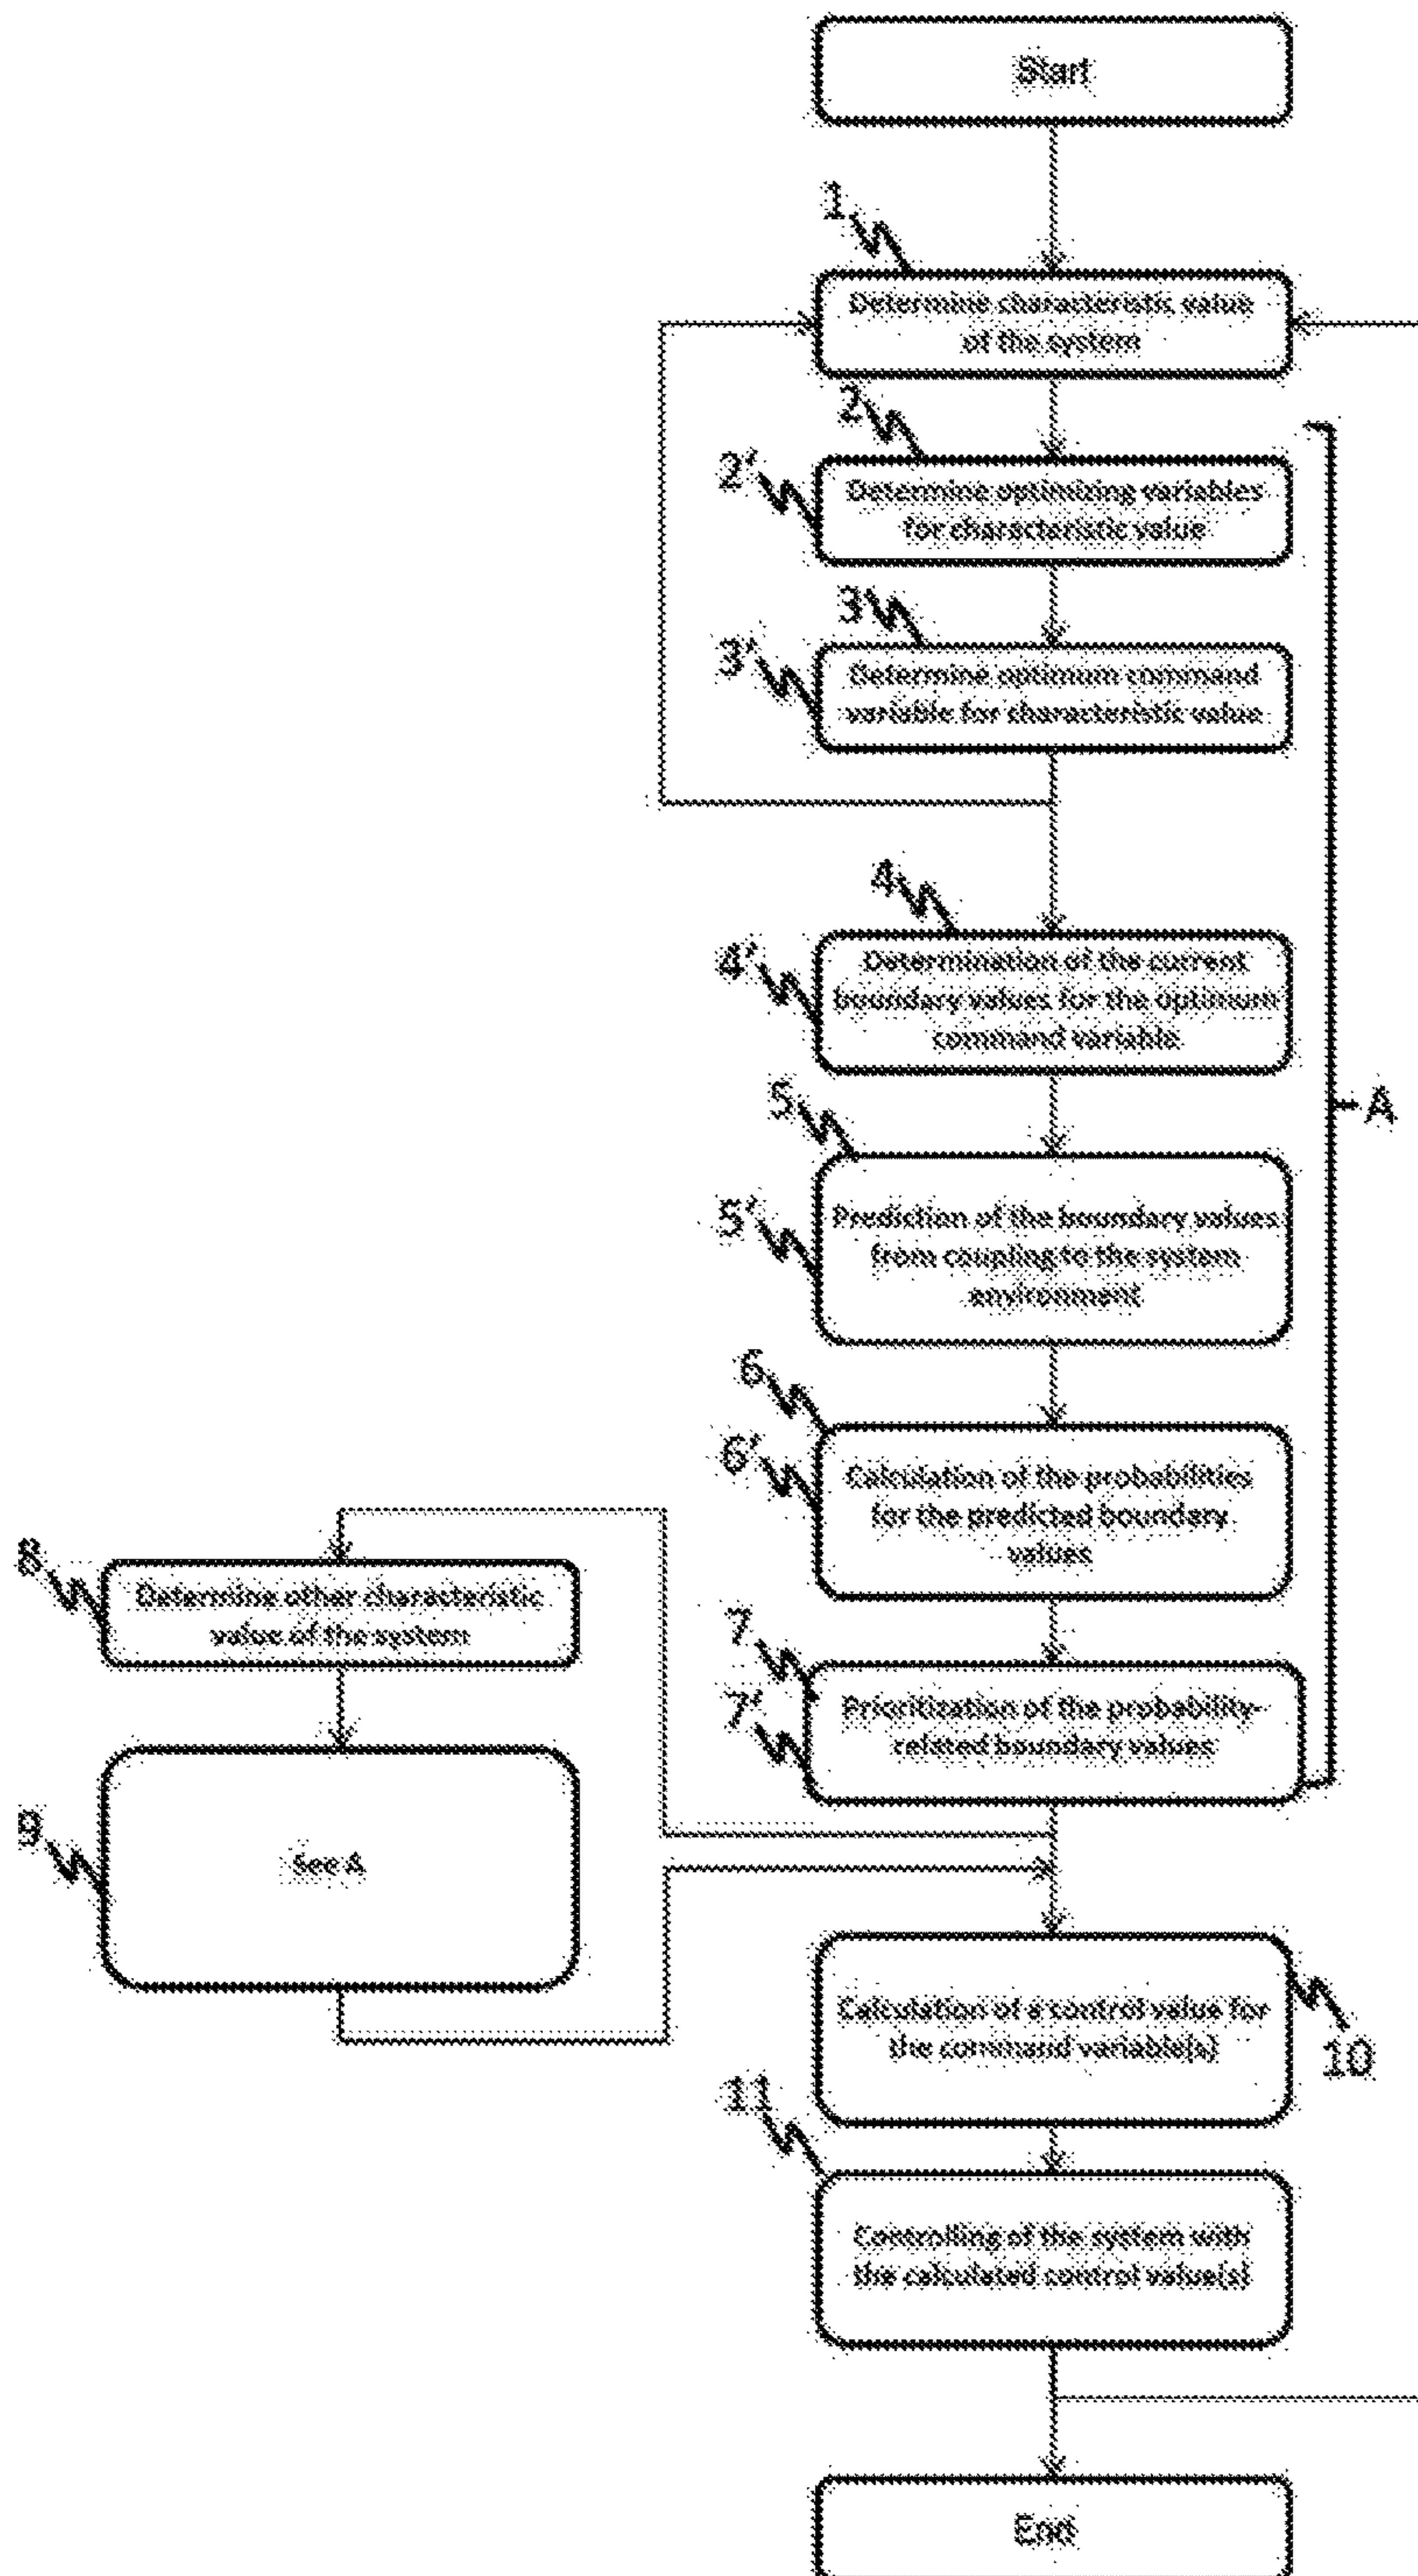 Start
1
Determine characteristic value
of the system
2
2'
Determine optimizing variables
for characteristic value
3
3'
Determine optimum command
variable for characteristic value
4
4'
Determination of the current
boundary values for the optimum
command variable
A
5
5'
Prediction of the boundary values
from coupling to the system
environment
6
6'
Calculation of the probabilities
for the predicted boundary
values
8
Determine other characteristic
value of the system
7
7'
Prioritization of the probability-
related boundary values
9
See A
Calculation of a control value for
the command variable(s)
10
11
Controlling of the system with
the calculated control value(s)
End